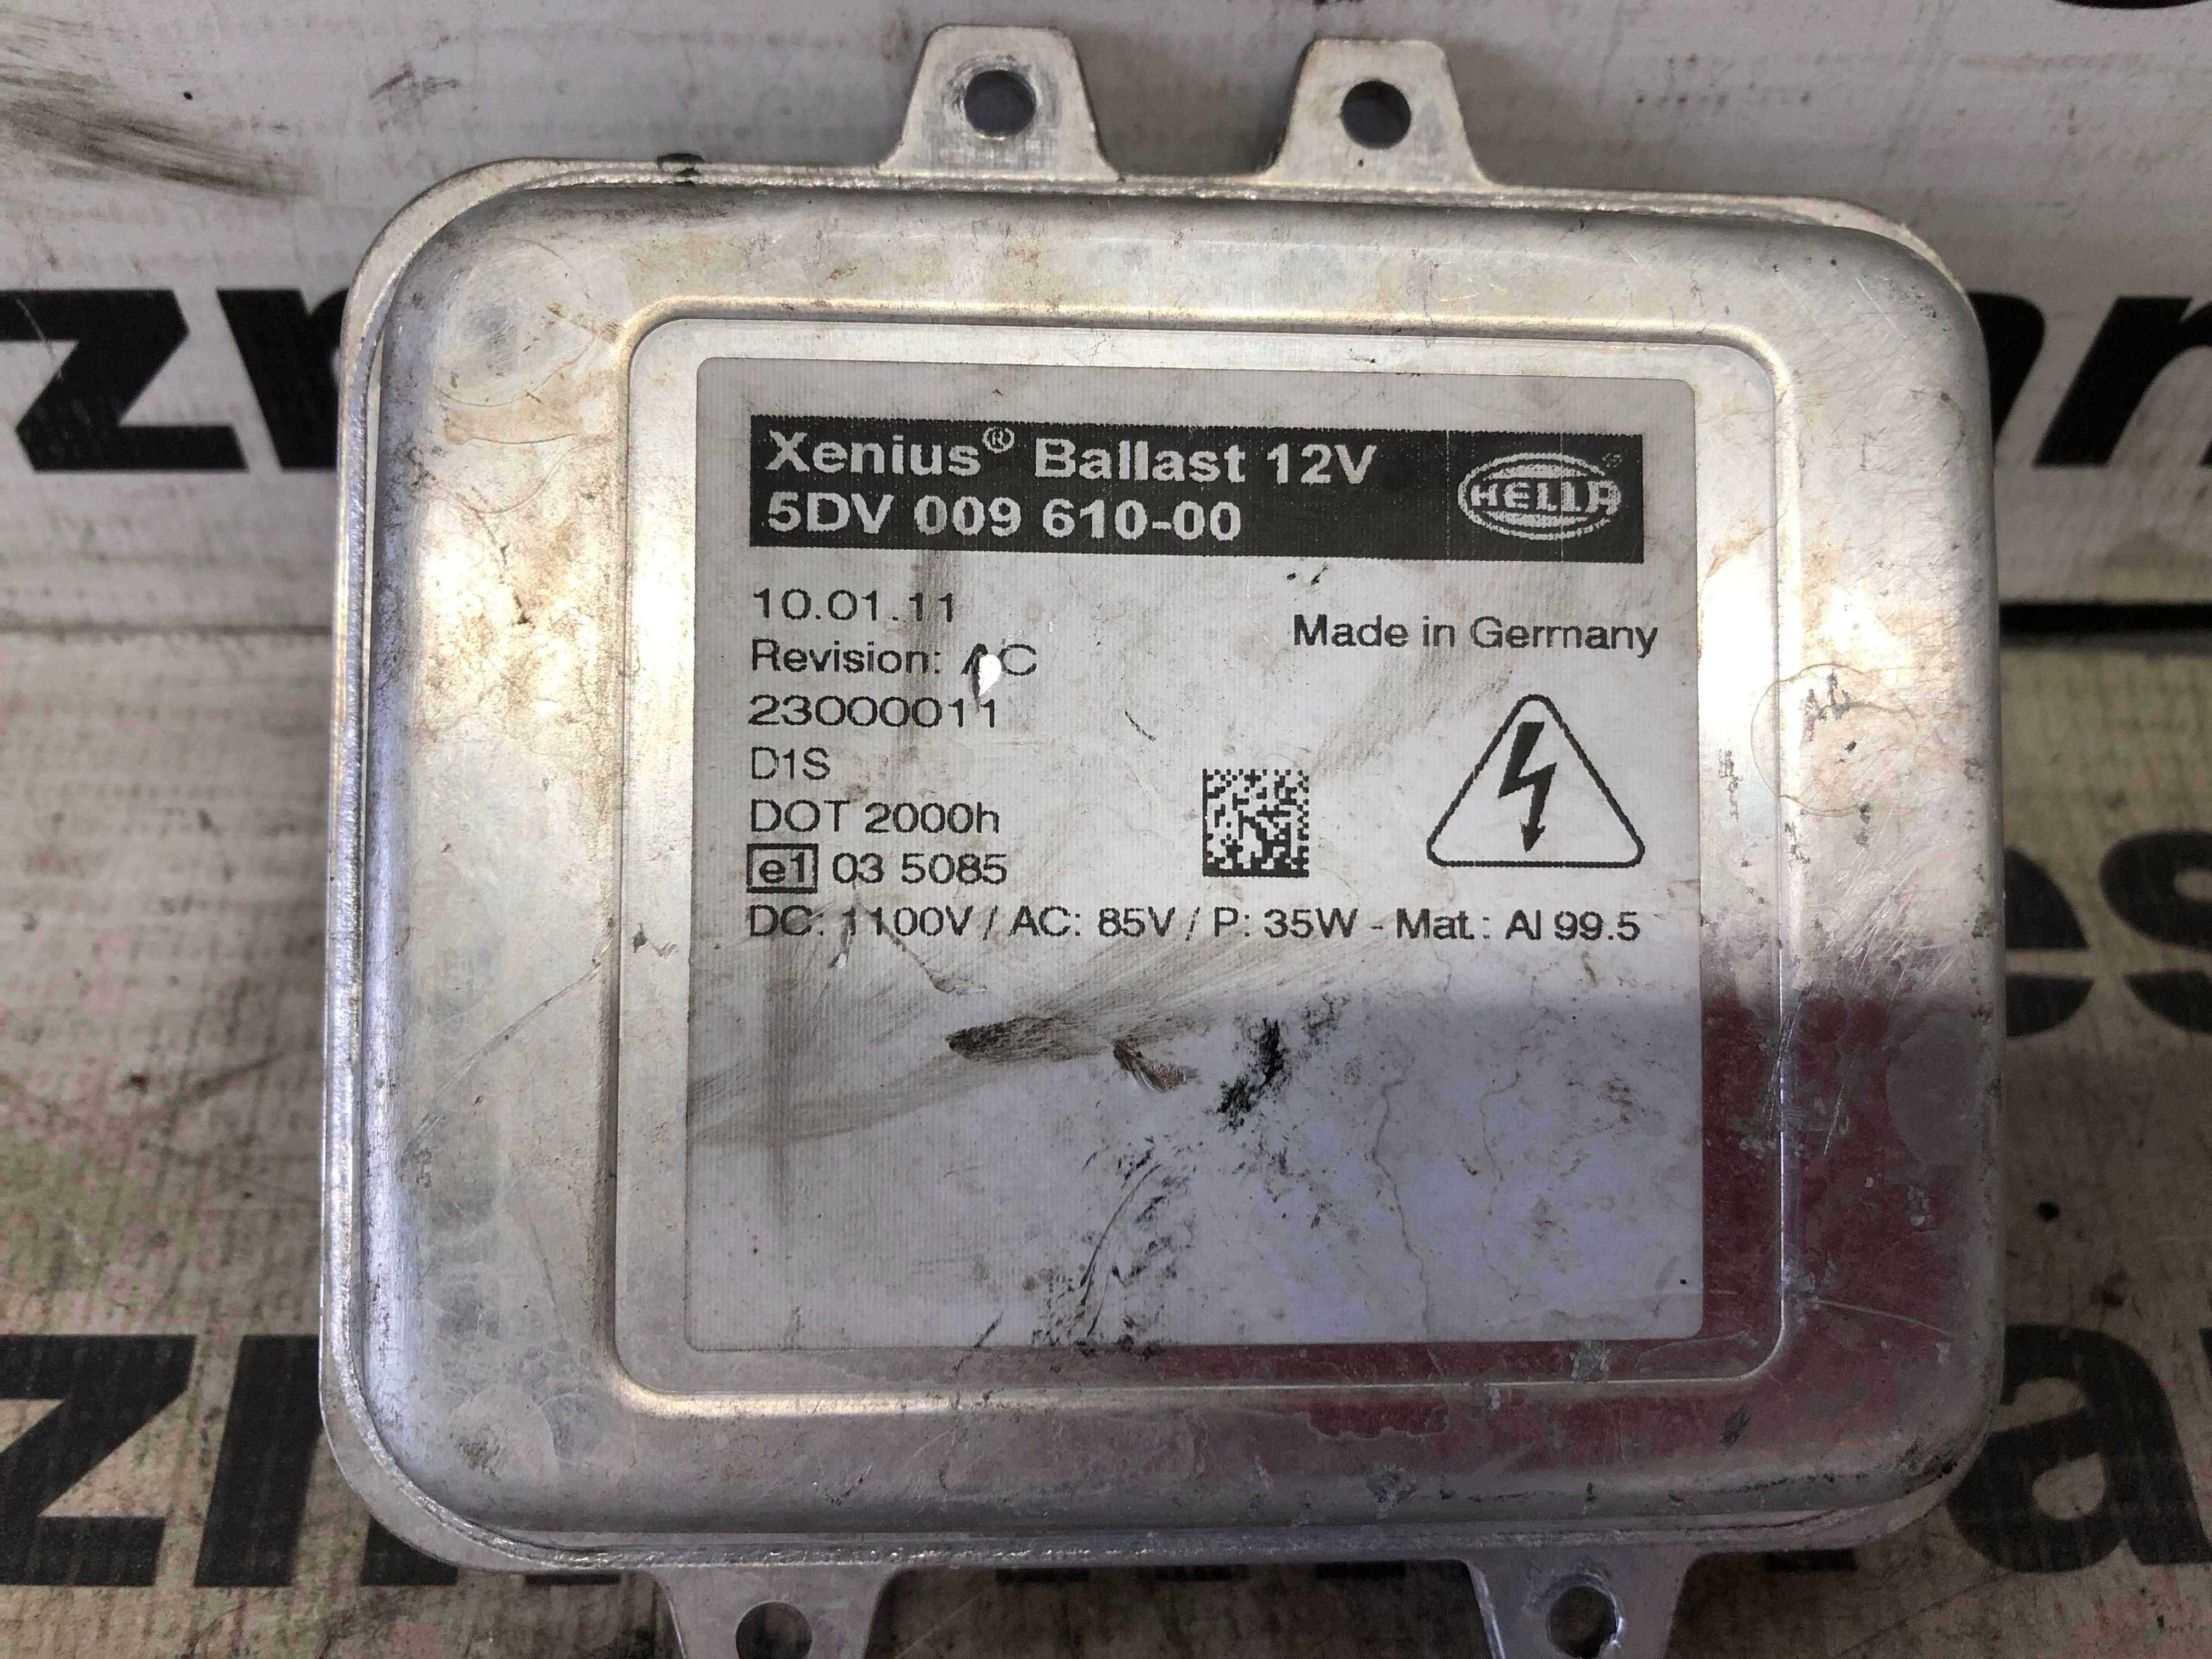 Xenius® Ballast 12V
5DV 009 610-00
HELLA
10.01.11
Made in Germany
Revision: AC
23000011
D1S
DOT 2000h
e1 03 5085
DC: 1100V / AC: 85V / P: 35W - Mat.: Al 99.5